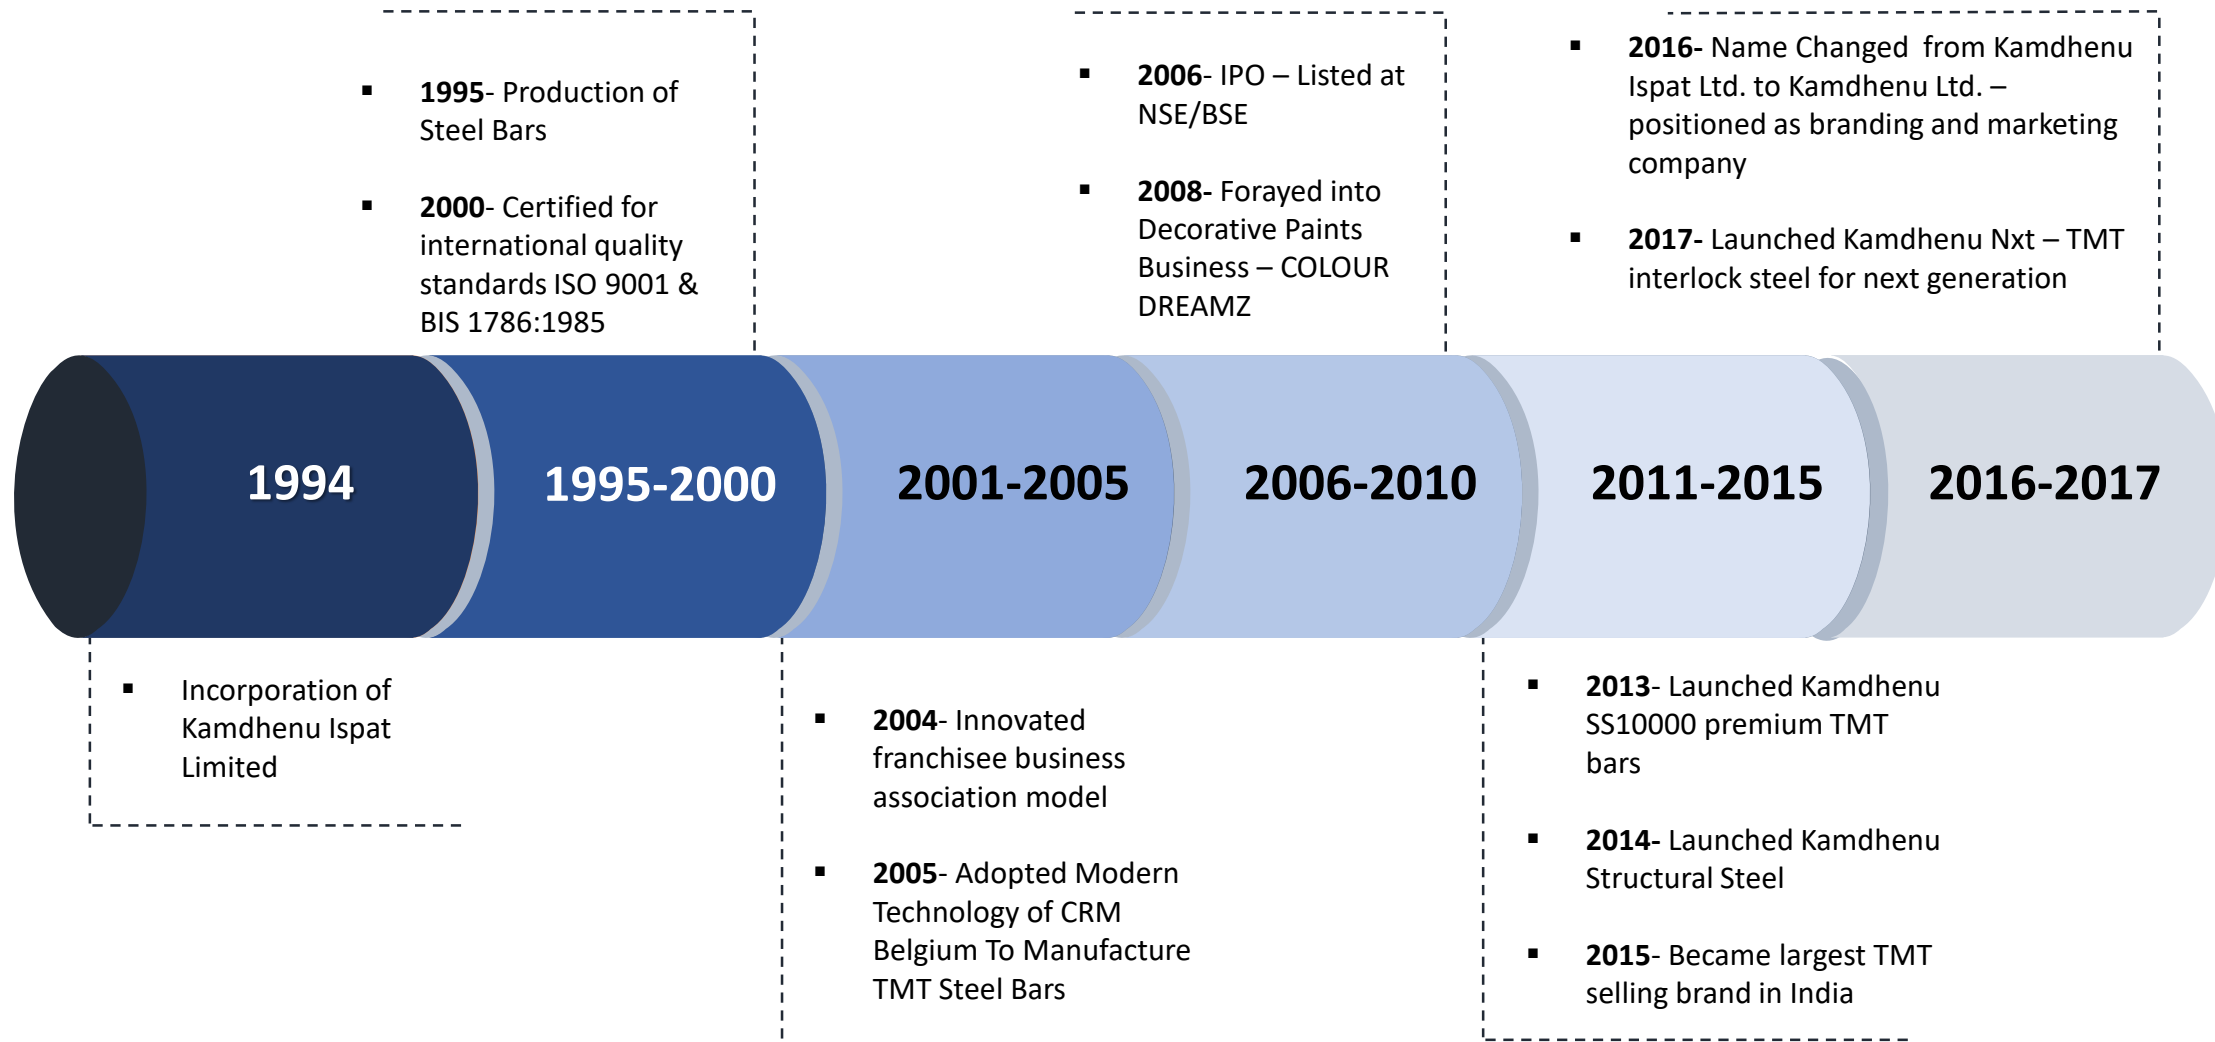 ▪ 1995- Production of
Steel Bars
▪ 2000- Certified for
international quality
standards ISO 9001 &
BIS 1786:1985
▪ 2006- IPO – Listed at
NSE/BSE
▪ 2008- Forayed into
Decorative Paints
Business – COLOUR
DREAMZ
▪ 2016- Name Changed from Kamdhenu
Ispat Ltd. to Kamdhenu Ltd. –
positioned as branding and marketing
company
▪ 2017- Launched Kamdhenu Nxt – TMT
interlock steel for next generation
1994
1995-2000
2001-2005
2006-2010
2011-2015
2016-2017
▪ Incorporation of
Kamdhenu Ispat
Limited
▪ 2004- Innovated
franchisee business
association model
▪ 2005- Adopted Modern
Technology of CRM
Belgium To Manufacture
TMT Steel Bars
▪ 2013- Launched Kamdhenu
SS10000 premium TMT
bars
▪ 2014- Launched Kamdhenu
Structural Steel
▪ 2015- Became largest TMT
selling brand in India